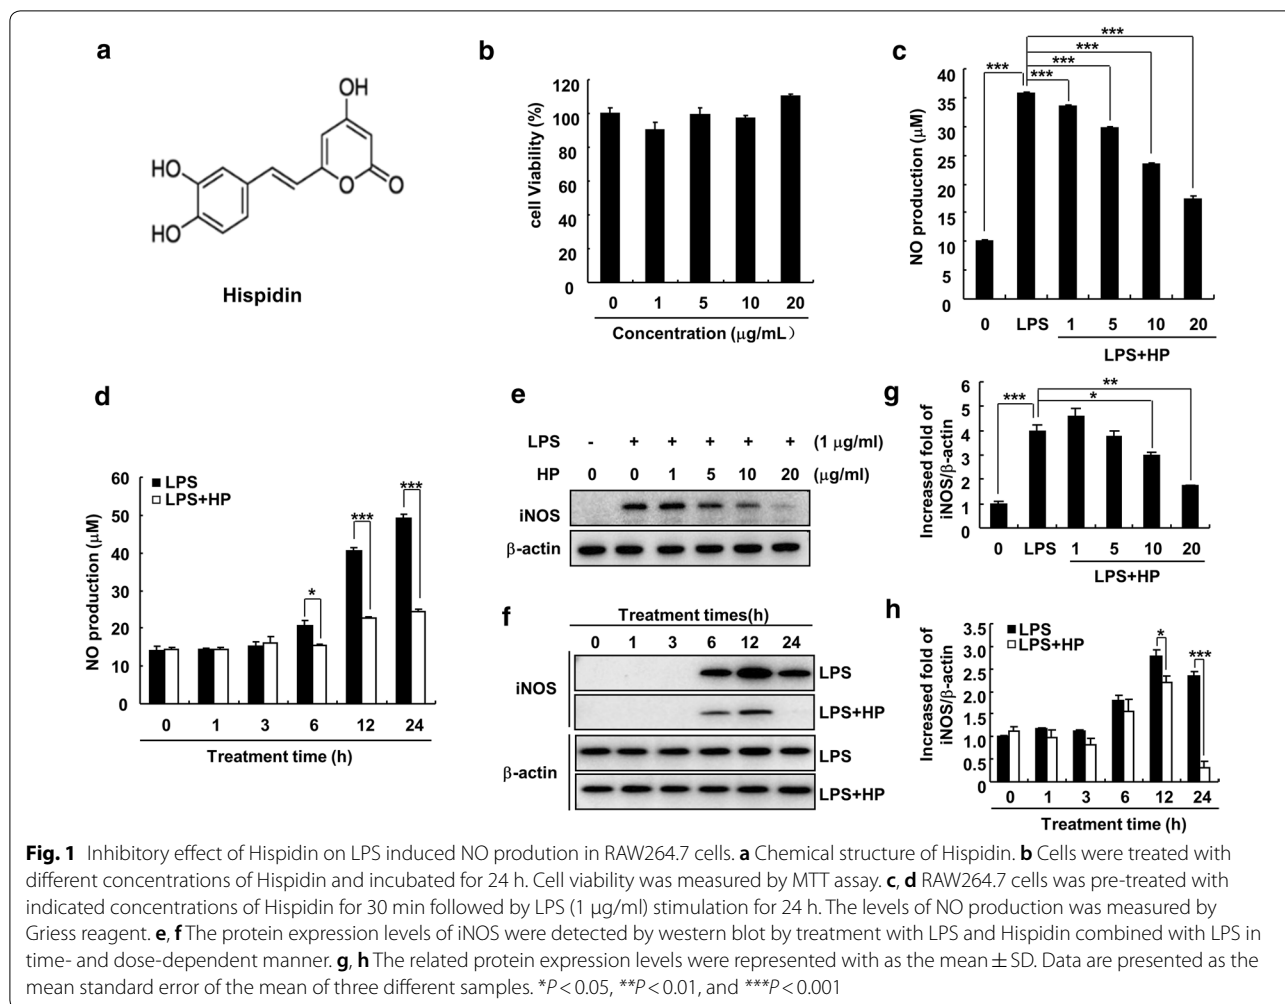 a
OH
HO
HO
O
O
Hispidin
b
cell Viability (%)
120
100
80
60
40
20
0
0 1 5 10 20
Concentration (μg/mL)
c
NO production (μM)
40
35
30
25
20
15
10
5
0
***
***
***
***
***
0 LPS 1 5 10 20
LPS+HP
d
NO production (μM)
60
50
40
30
20
10
0
LPS
LPS+HP
*
***
***
0 1 3 6 12 24
Treatment time (h)
e
LPS - + + + + + (1 μg/ml)
HP 0 0 1 5 10 20 (μg/ml)
iNOS
β-actin
f
Treatment times(h)
0 1 3 6 12 24
iNOS
LPS
LPS+HP
β-actin
LPS
LPS+HP
g
Increased fold of
iNOS/β-actin
6
5
4
3
2
1
0
***
*
**
0 LPS 1 5 10 20
LPS+HP
h
Increased fold of
iNOS/β-actin
3.5
3.0
2.5
2.0
1.0
0.5
0
LPS
LPS+HP
*
***
0 1 3 6 12 24
Treatment time (h)
Fig. 1 Inhibitory effect of Hispidin on LPS induced NO prodution in RAW264.7 cells. a Chemical structure of Hispidin. b Cells were treated with
different concentrations of Hispidin and incubated for 24 h. Cell viability was measured by MTT assay. c, d RAW264.7 cells was pre-treated with
indicated concentrations of Hispidin for 30 min followed by LPS (1 μg/ml) stimulation for 24 h. The levels of NO production was measured by
Griess reagent. e, f The protein expression levels of iNOS were detected by western blot by treatment with LPS and Hispidin combined with LPS in
time- and dose-dependent manner. g, h The related protein expression levels were represented with as the mean ± SD. Data are presented as the
mean standard error of the mean of three different samples. *P < 0.05, **P < 0.01, and ***P < 0.001